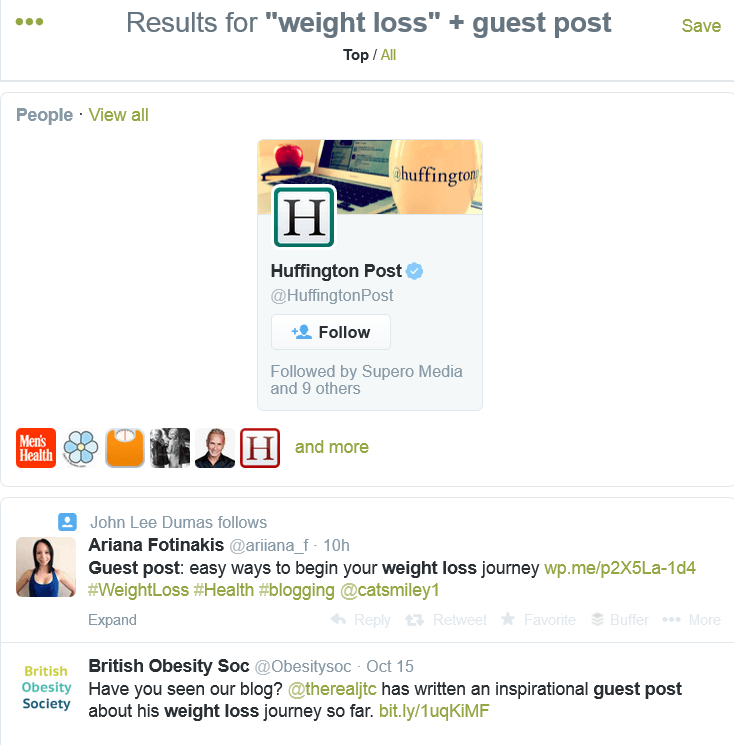 Results for "weight loss" + guest post
Save
Top / All
People · View all
@huffington
H
Huffington Post
@HuffingtonPost
Follow
Followed by Supero Media
and 9 others
Men's
Health
H
and more
John Lee Dumas follows
Ariana Fotinakis @ariiana_f · 10h
Guest post: easy ways to begin your weight loss journey wp.me/p2X5La-1d4
#WeightLoss #Health #blogging @catsmiley1
Expand
Reply
Retweet
Favorite
Buffer
More
British
Obesity
Society
British Obesity Soc @Obesitysoc · Oct 15
Have you seen our blog? @therealjtc has written an inspirational guest post
about his weight loss journey so far. bit.ly/1uqKiMF